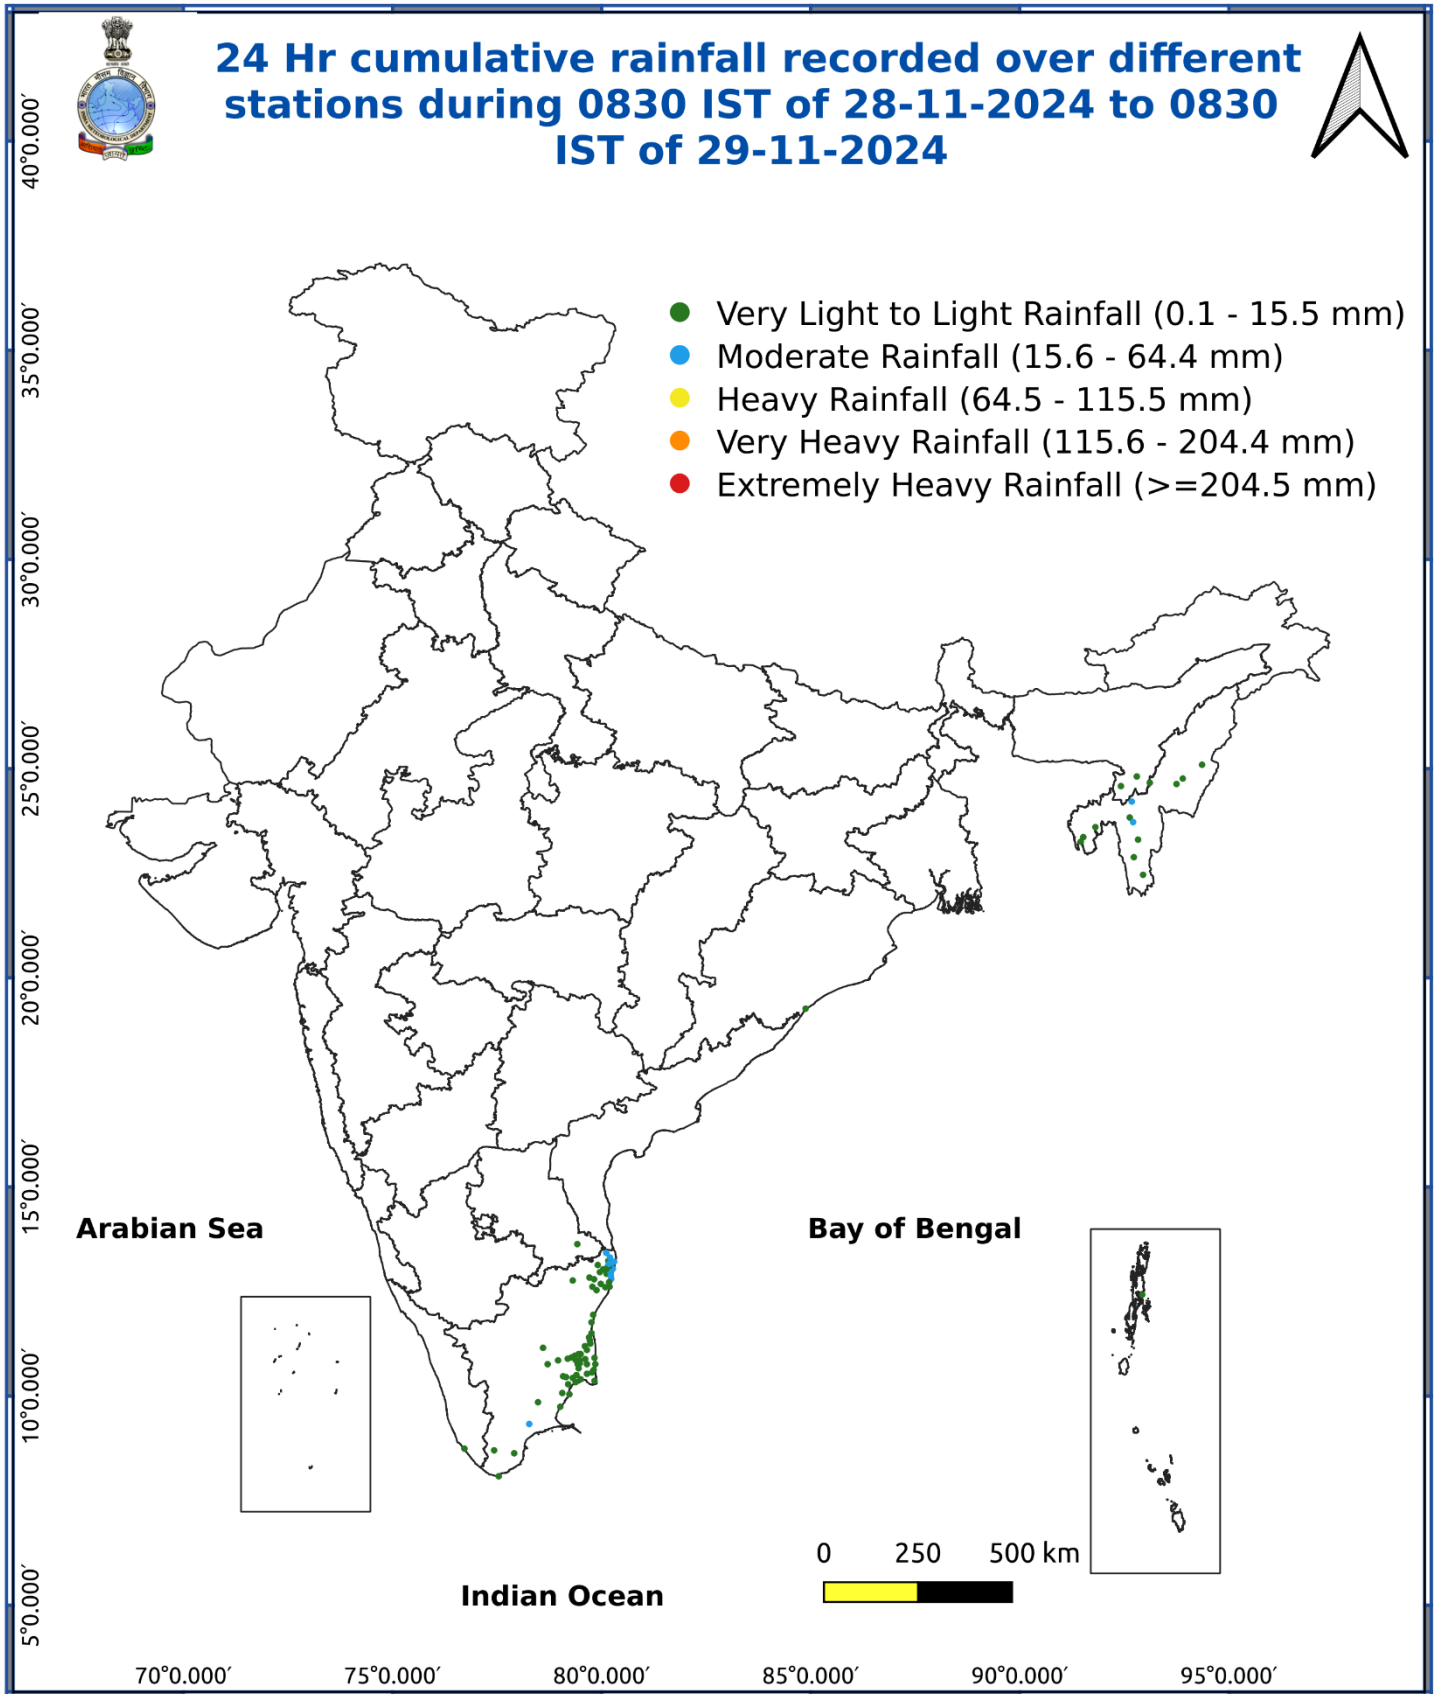 24 Hr cumulative rainfall recorded over different
stations during 0830 IST of 28-11-2024 to 0830
IST of 29-11-2024
Very Light to Light Rainfall (0.1 - 15.5 mm)
Moderate Rainfall (15.6 - 64.4 mm)
Heavy Rainfall (64.5 - 115.5 mm)
Very Heavy Rainfall (115.6 - 204.4 mm)
Extremely Heavy Rainfall (>=204.5 mm)
40°0.000′
35°0.000′
30°0.000′
25°0.000′
20°0.000′
15°0.000′
10°0.000′
5°0.000′
Arabian Sea
Bay of Bengal
Indian Ocean
0 250 500 km
70°0.000′ 75°0.000′ 80°0.000′ 85°0.000′ 90°0.000′ 95°0.000′